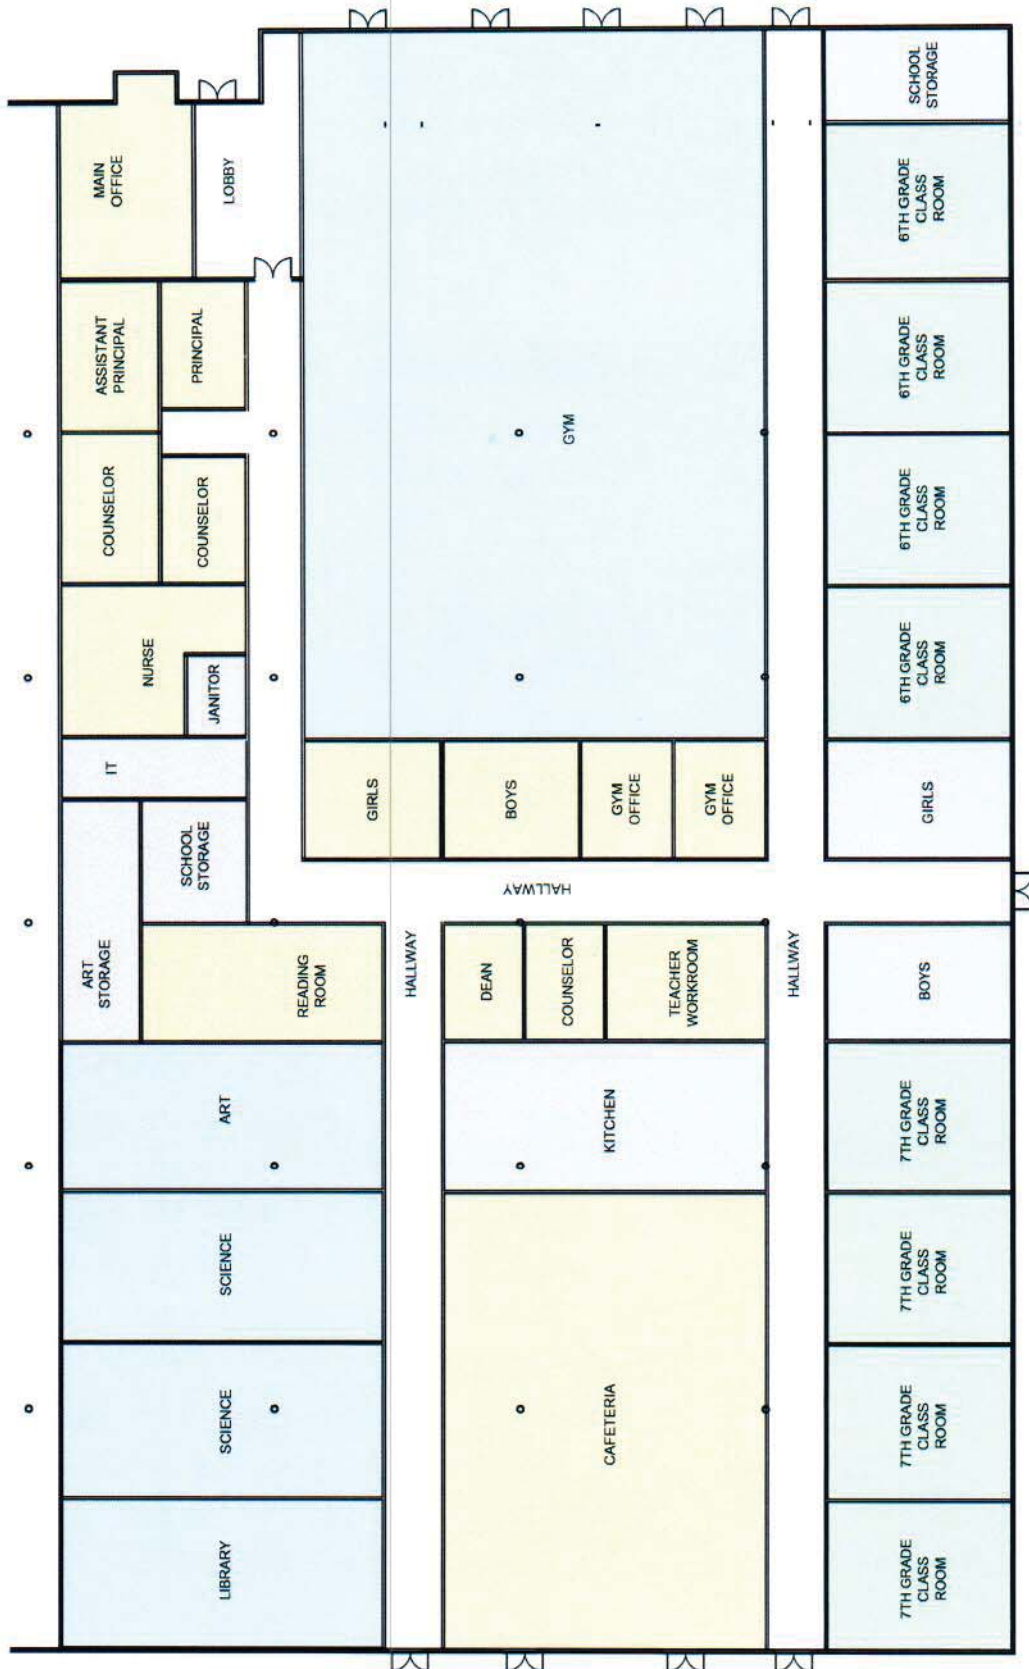 LIBRARY
SCIENCE
SCIENCE
ART
ART
STORAGE
READING
ROOM
SCHOOL
STORAGE
IT
NURSE
JANITOR
COUNSELOR
COUNSELOR
ASSISTANT
PRINCIPAL
PRINCIPAL
MAIN
OFFICE
LOBBY
HALLWAY
CAFETERIA
KITCHEN
DEAN
COUNSELOR
TEACHER
WORKROOM
HALLWAY
GIRLS
BOYS
GYM
OFFICE
GYM
OFFICE
GYM
HALLWAY
7TH GRADE
CLASS
ROOM
7TH GRADE
CLASS
ROOM
7TH GRADE
CLASS
ROOM
7TH GRADE
CLASS
ROOM
BOYS
GIRLS
6TH GRADE
CLASS
ROOM
6TH GRADE
CLASS
ROOM
6TH GRADE
CLASS
ROOM
6TH GRADE
CLASS
ROOM
SCHOOL
STORAGE